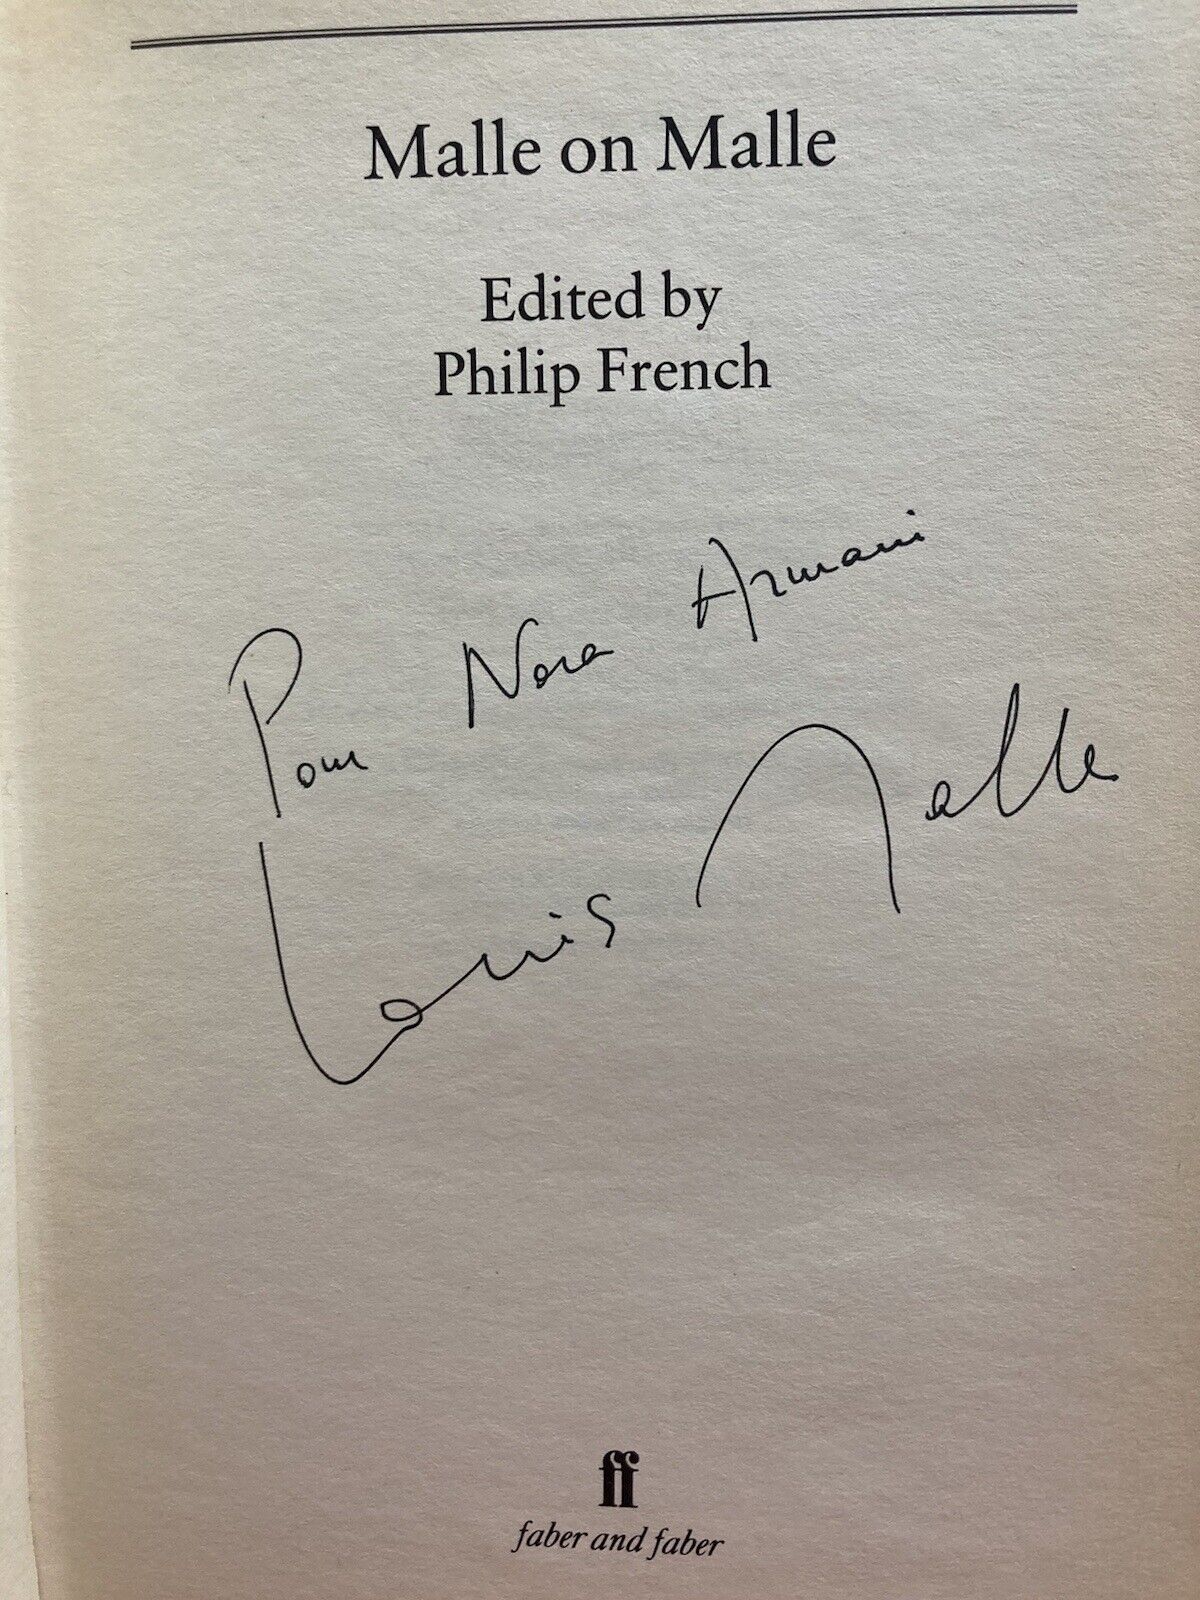 Malle on Malle
Edited by
Philip French
Pour Nora Armani
Louis Malle
ff
faber and faber